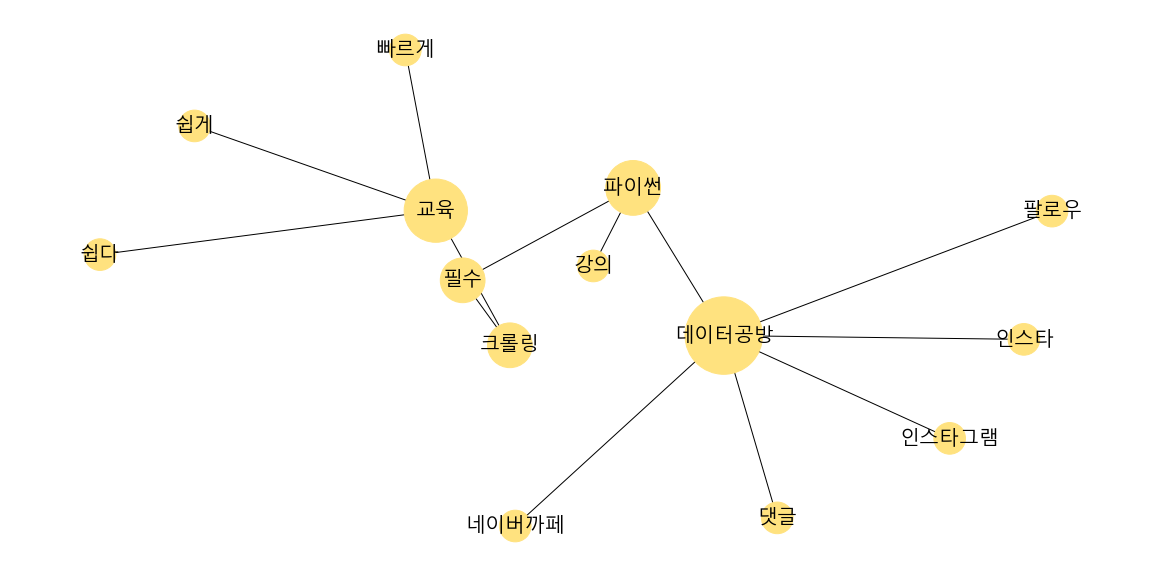 빠르게
쉽게
파이썬
교육
팔로우
쉽다
강의
필수
데이터공방
인스타
크롤링
인스타그램
댓글
네이버까페